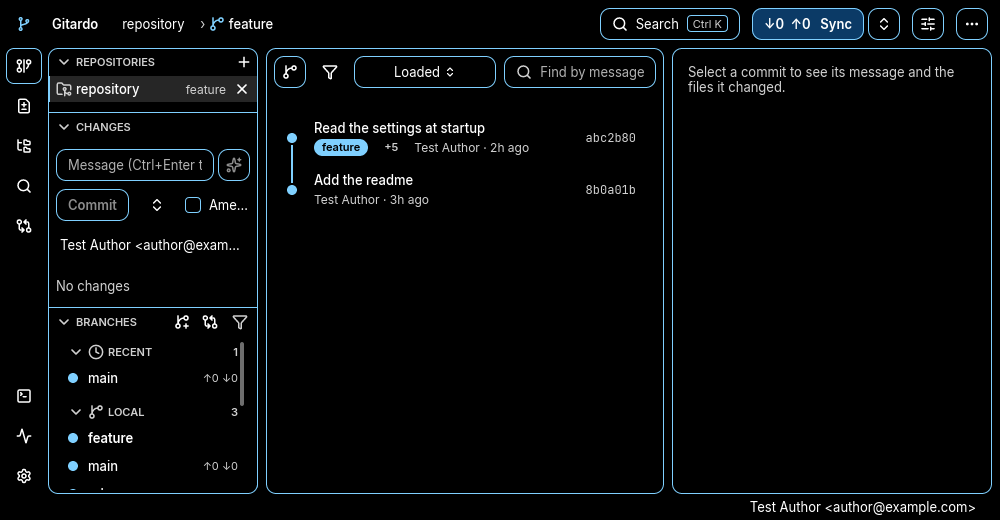 Gitardo repository › feature Search Ctrl K ↓0 ↑0 Sync
REPOSITORIES
repository feature
CHANGES
Message (Ctrl+Enter t
Commit Ame...
Test Author <author@exam...
No changes
BRANCHES
RECENT 1
main ↑0 ↓0
LOCAL 3
feature
main ↑0 ↓0
Loaded Find by message
Read the settings at startup
feature +5 Test Author · 2h ago abc2b80
Add the readme
Test Author · 3h ago 8b0a01b
Select a commit to see its message and the
files it changed.
Test Author <author@example.com>